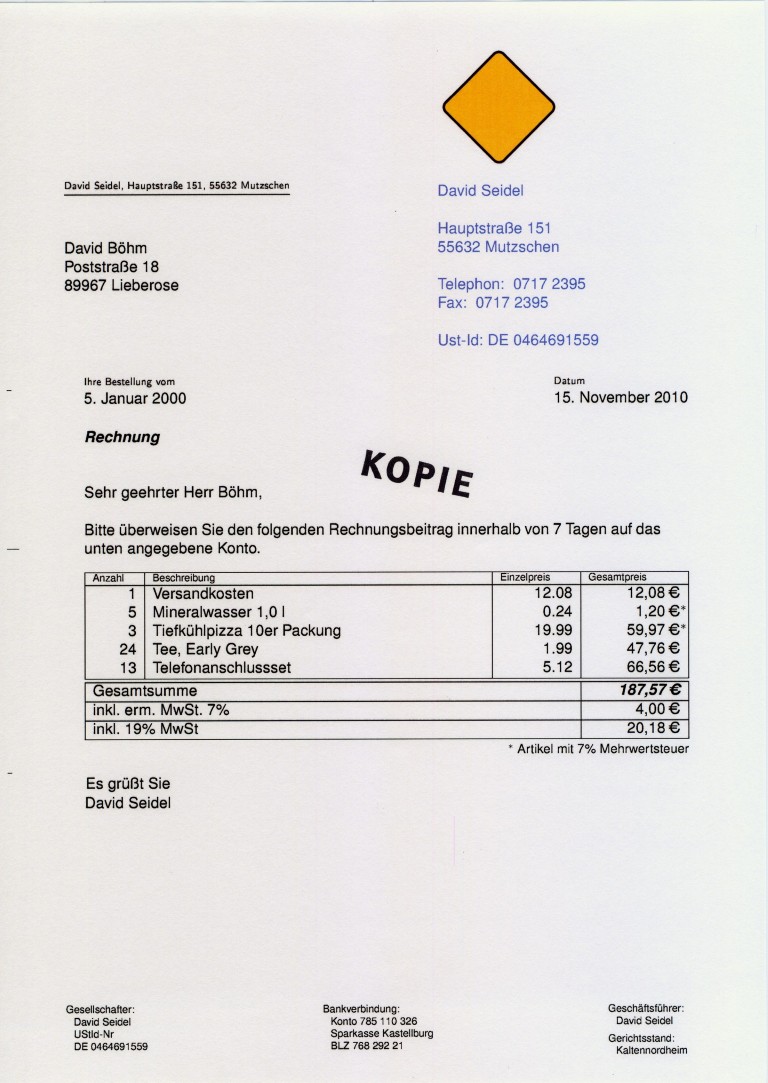 David Seidel, Hauptstraße 151, 55632 Mutzschen
David Seidel
Hauptstraße 151
55632 Mutzschen
Telephon: 0717 2395
Fax: 0717 2395
Ust-Id: DE 0464691559
David Böhm
Poststraße 18
89967 Lieberose
Ihre Bestellung vom
5. Januar 2000
Datum
15. November 2010
Rechnung
KOPIE
Sehr geehrter Herr Böhm,
Bitte überweisen Sie den folgenden Rechnungsbeitrag innerhalb von 7 Tagen auf das
unten angegebene Konto.
Anzahl Beschreibung Einzelpreis Gesamtpreis
1 Versandkosten 12.08 12,08 €
5 Mineralwasser 1,0 l 0.24 1,20 €*
3 Tiefkühlpizza 10er Packung 19.99 59,97 €*
24 Tee, Early Grey 1.99 47,76 €
13 Telefonanschlussset 5.12 66,56 €
Gesamtsumme 187,57 €
inkl. erm. MwSt. 7% 4,00 €
inkl. 19% MwSt 20,18 €
* Artikel mit 7% Mehrwertsteuer
Es grüßt Sie
David Seidel
Gesellschafter:
David Seidel
UStId-Nr
DE 0464691559
Bankverbindung:
Konto 785 110 326
Sparkasse Kastellburg
BLZ 768 292 21
Geschäftsführer:
David Seidel
Gerichtsstand:
Kaltennordheim